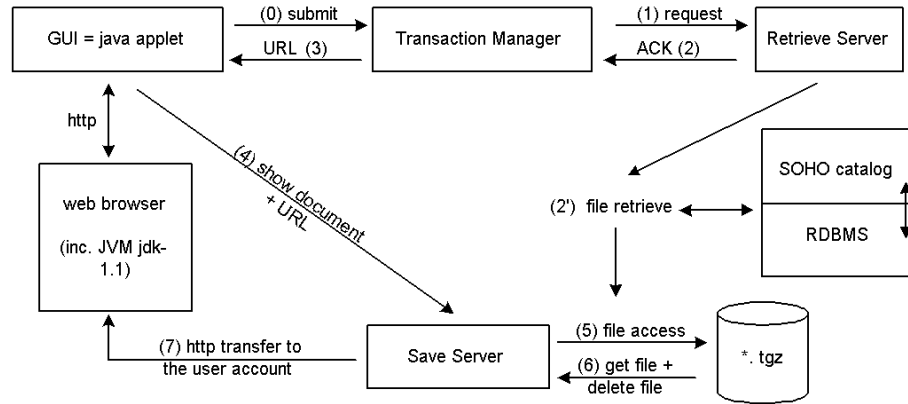 GUI = java applet
(0) submit
URL (3)
Transaction Manager
(1) request
ACK (2)
Retrieve Server
http
(4) show document
+ URL
web browser
(inc. JVM jdk-
1.1)
(2') file retrieve
SOHO catalog
RDBMS
(7) http transfer to
the user account
Save Server
(5) file access
(6) get file +
delete file
*. tgz